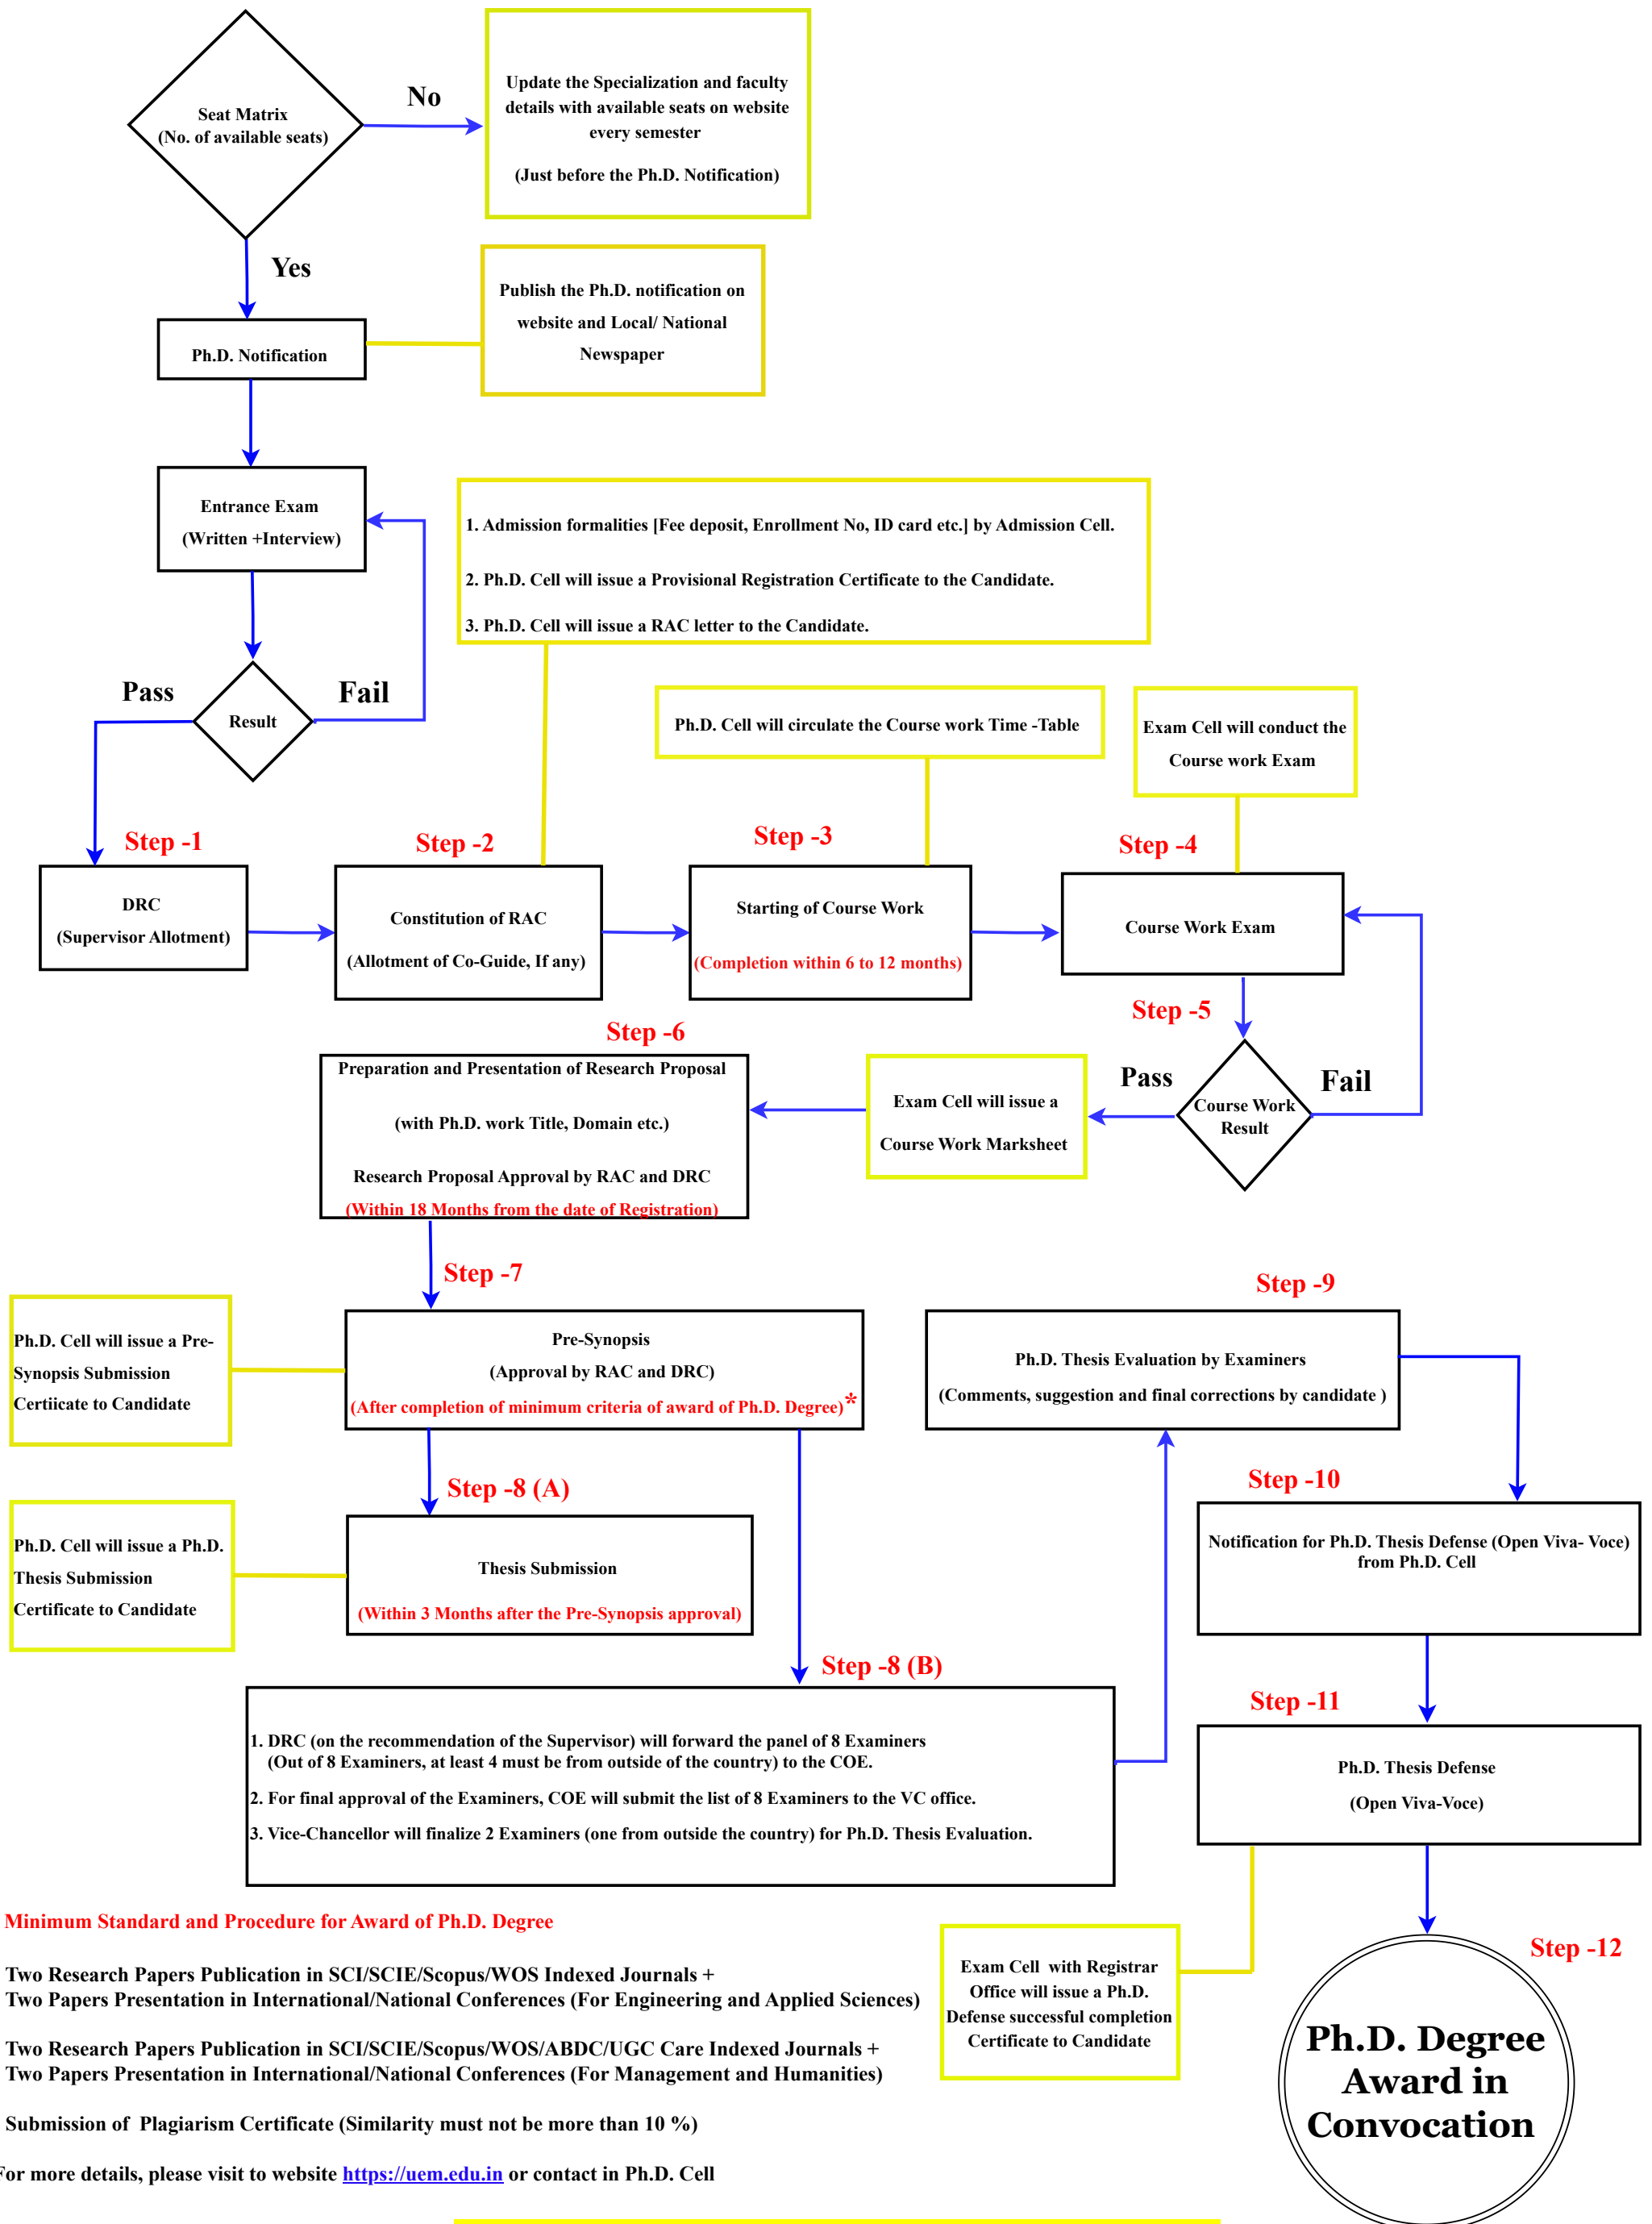 Seat Matrix
(No. of available seats)
No
Update the Specialization and faculty
details with available seats on website
every semester
(Just before the Ph.D. Notification)
Yes
Publish the Ph.D. notification on
website and Local/ National
Newspaper
Ph.D. Notification
Entrance Exam
(Written +Interview)
1. Admission formalities [Fee deposit, Enrollment No, ID card etc.] by Admission Cell.
2. Ph.D. Cell will issue a Provisional Registration Certificate to the Candidate.
3. Ph.D. Cell will issue a RAC letter to the Candidate.
Pass
Fail
Result
Ph.D. Cell will circulate the Course work Time -Table
Exam Cell will conduct the
Course work Exam
Step -1
Step -2
Step -3
Step -4
DRC
(Supervisor Allotment)
Constitution of RAC
(Allotment of Co-Guide, If any)
Starting of Course Work
(Completion within 6 to 12 months)
Course Work Exam
Step -5
Step -6
Pass
Fail
Course Work
Result
Exam Cell will issue a
Course Work Marksheet
Preparation and Presentation of Research Proposal
(with Ph.D. work Title, Domain etc.)
Research Proposal Approval by RAC and DRC
(Within 18 Months from the date of Registration)
Step -7
Step -9
Ph.D. Cell will issue a Pre-
Synopsis Submission
Certiicate to Candidate
Pre-Synopsis
(Approval by RAC and DRC)
(After completion of minimum criteria of award of Ph.D. Degree)*
Ph.D. Thesis Evaluation by Examiners
(Comments, suggestion and final corrections by candidate )
Step -8 (A)
Step -10
Ph.D. Cell will issue a Ph.D.
Thesis Submission
Certificate to Candidate
Thesis Submission
(Within 3 Months after the Pre-Synopsis approval)
Notification for Ph.D. Thesis Defense (Open Viva- Voce)
from Ph.D. Cell
Step -8 (B)
Step -11
1. DRC (on the recommendation of the Supervisor) will forward the panel of 8 Examiners
(Out of 8 Examiners, at least 4 must be from outside of the country) to the COE.
2. For final approval of the Examiners, COE will submit the list of 8 Examiners to the VC office.
3. Vice-Chancellor will finalize 2 Examiners (one from outside the country) for Ph.D. Thesis Evaluation.
Ph.D. Thesis Defense
(Open Viva-Voce)
Minimum Standard and Procedure for Award of Ph.D. Degree
Two Research Papers Publication in SCI/SCIE/Scopus/WOS Indexed Journals +
Two Papers Presentation in International/National Conferences (For Engineering and Applied Sciences)
Two Research Papers Publication in SCI/SCIE/Scopus/WOS/ABDC/UGC Care Indexed Journals +
Two Papers Presentation in International/National Conferences (For Management and Humanities)
Submission of Plagiarism Certificate (Similarity must not be more than 10 %)
For more details, please visit to website https://uem.edu.in or contact in Ph.D. Cell
Exam Cell with Registrar
Office will issue a Ph.D.
Defense successful completion
Certificate to Candidate
Step -12
Ph.D. Degree
Award in
Convocation